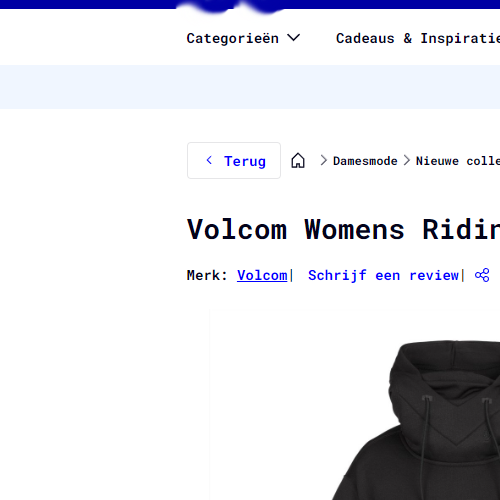 Categorieën Cadeaus & Inspiratie
Terug Damesmode Nieuwe colle
Volcom Womens Ridin
Merk: Volcom| Schrijf een review|